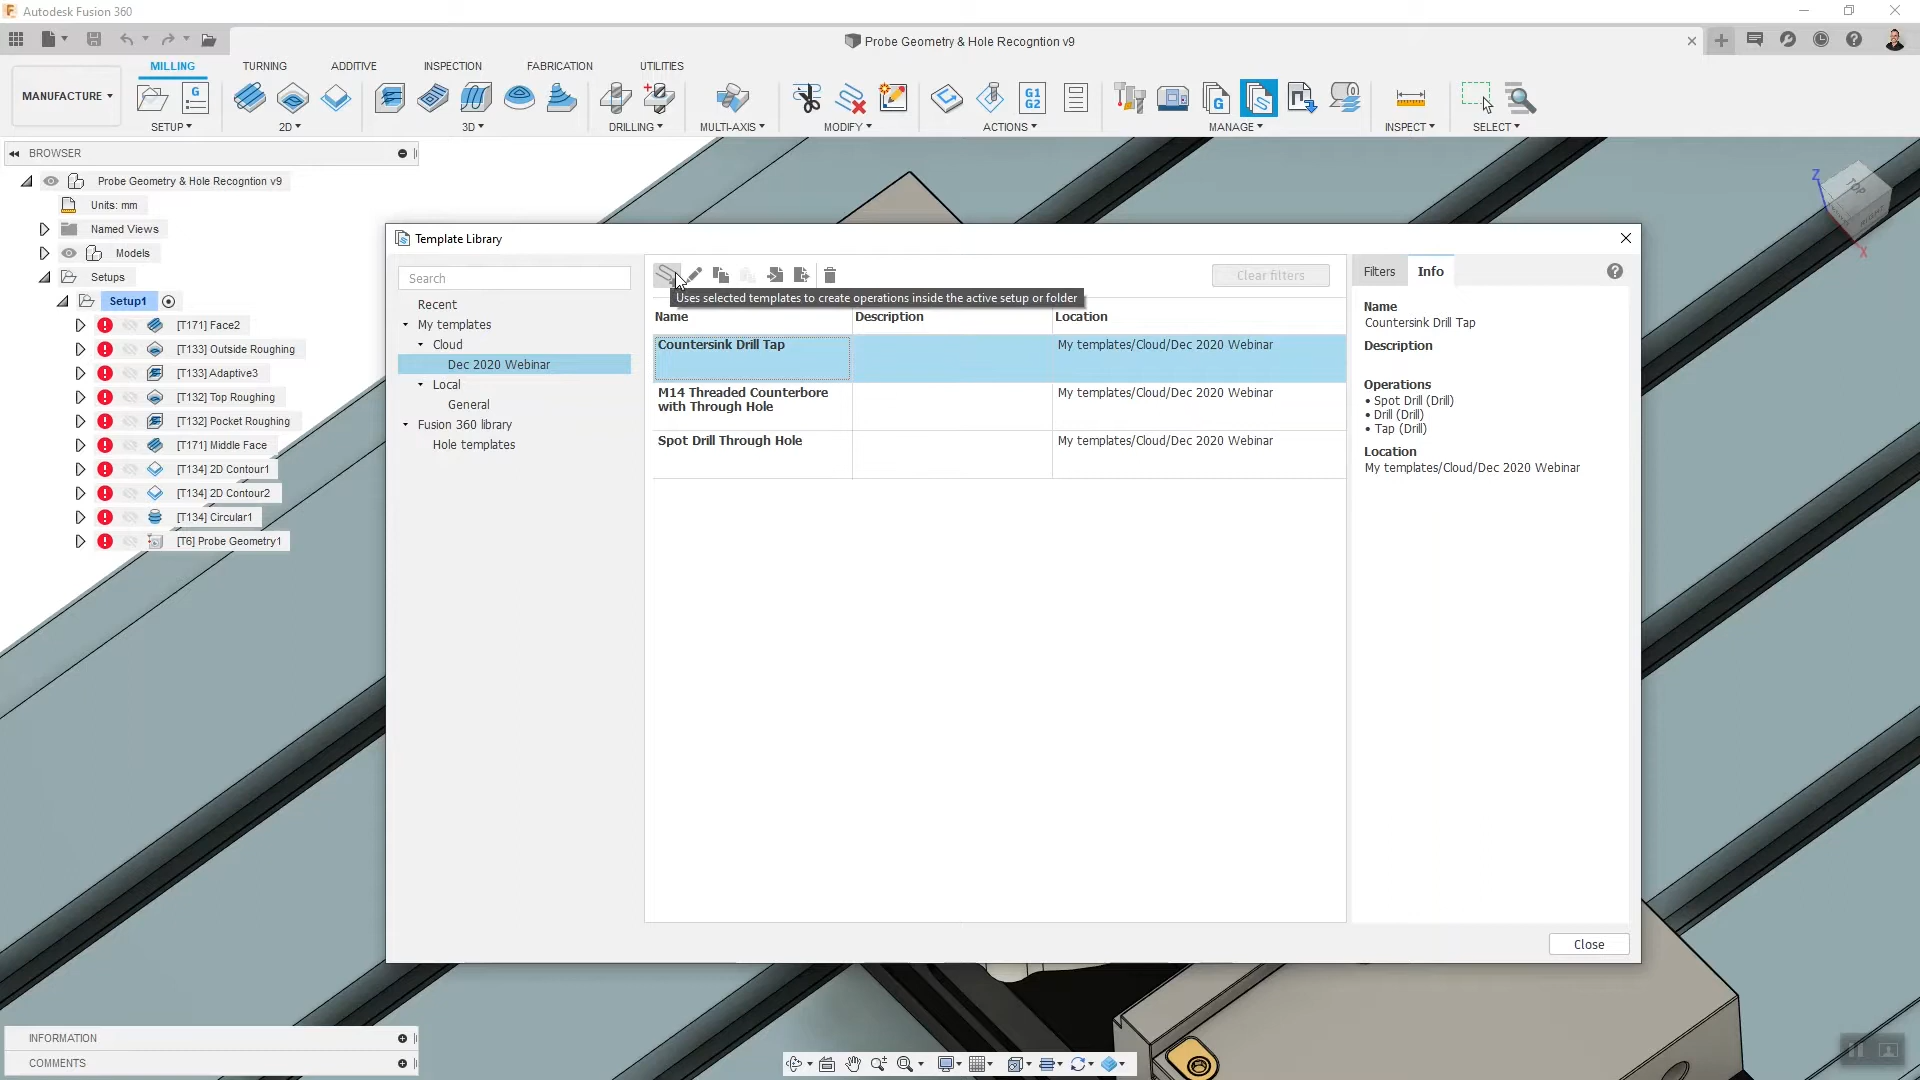 Autodesk Fusion 360
Probe Geometry & Hole Recogntion v9
MANUFACTURE
MILLING
TURNING
ADDITIVE
INSPECTION
FABRICATION
UTILITIES
G
G1
G2
G
SETUP
2D
3D
DRILLING
MULTI-AXIS
MODIFY
ACTIONS
MANAGE
INSPECT
SELECT
BROWSER
Probe Geometry & Hole Recogntion v9
Units: mm
Named Views
Models
Setups
Setup1
[T171] Face2
[T133] Outside Roughing
[T133] Adaptive3
[T132] Top Roughing
[T132] Pocket Roughing
[T171] Middle Face
[T134] 2D Contour1
[T134] 2D Contour2
[T134] Circular1
[T6] Probe Geometry1
Z
TOP
RIGHT
X
Template Library
Search
Recent
My templates
Cloud
Dec 2020 Webinar
Local
General
Fusion 360 library
Hole templates
Clear filters
Uses selected templates to create operations inside the active setup or folder
Name
Description
Location
Countersink Drill Tap
My templates/Cloud/Dec 2020 Webinar
M14 Threaded Counterbore
with Through Hole
My templates/Cloud/Dec 2020 Webinar
Spot Drill Through Hole
My templates/Cloud/Dec 2020 Webinar
Filters
Info
Name
Countersink Drill Tap
Description
Operations
• Spot Drill (Drill)
• Drill (Drill)
• Tap (Drill)
Location
My templates/Cloud/Dec 2020 Webinar
Close
INFORMATION
COMMENTS